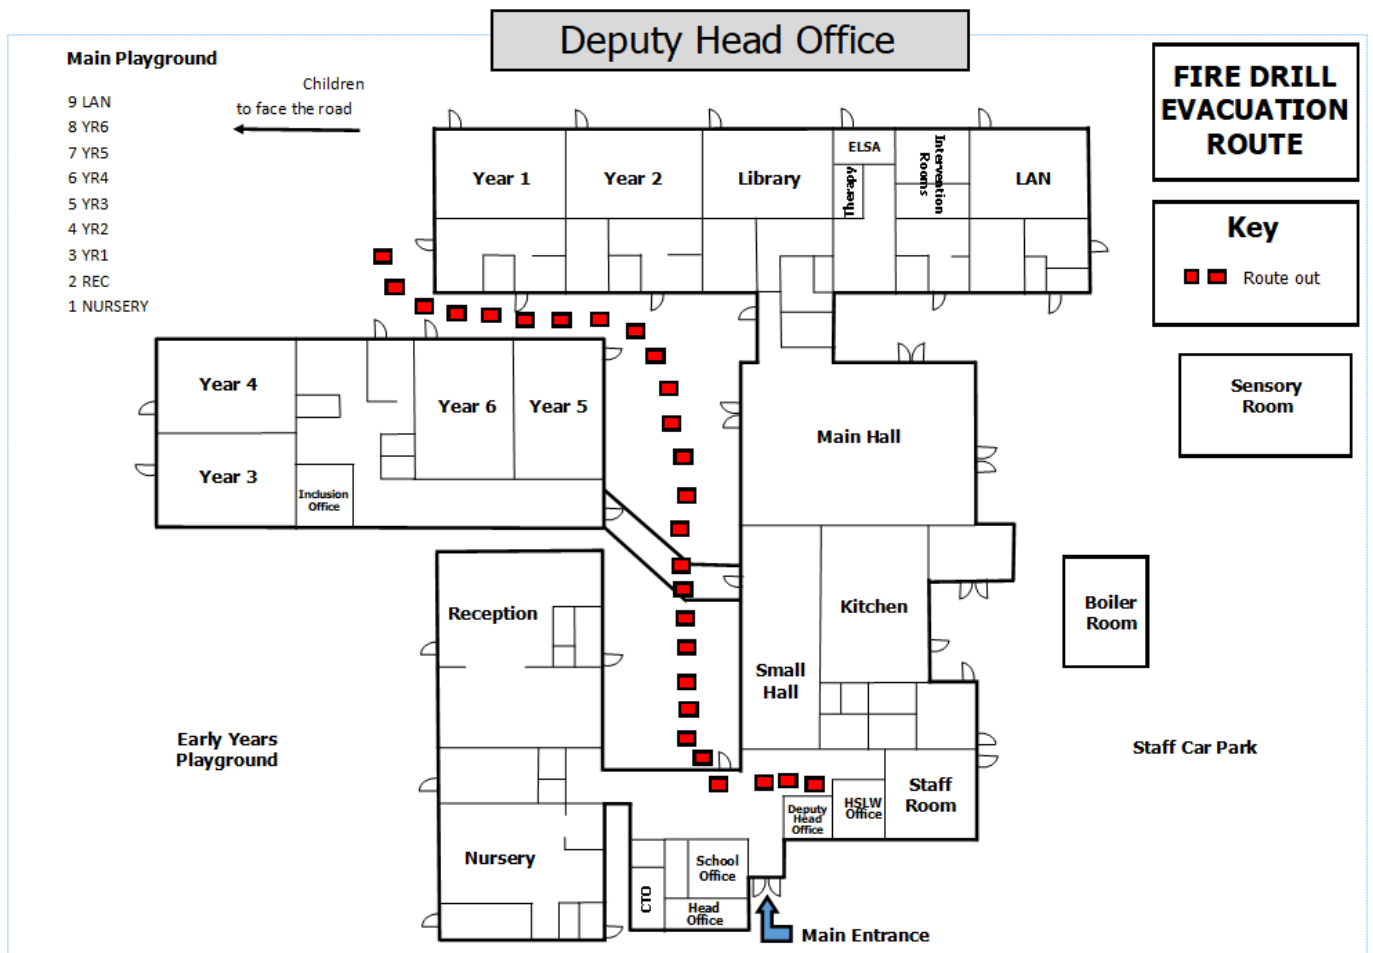 Deputy Head Office
Main Playground
Children
to face the road
9 LAN
8 YR6
7 YR5
6 YR4
5 YR3
4 YR2
3 YR1
2 REC
1 NURSERY
FIRE DRILL
EVACUATION
ROUTE
Key
Route out
Year 1
Year 2
Library
ELSA
Therapy
Intervention
Rooms
LAN
Sensory
Room
Year 4
Year 6
Year 5
Main Hall
Year 3
Inclusion
Office
Reception
Kitchen
Boiler
Room
Small
Hall
Early Years
Playground
Staff Car Park
Staff
Room
HSLW
Office
Deputy
Head
Office
Nursery
School
Office
CTO
Head
Office
Main Entrance